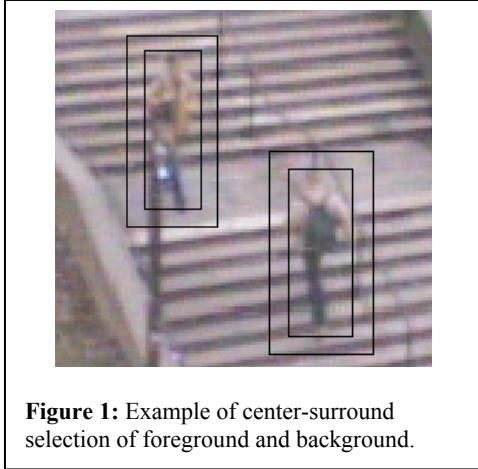 Figure 1: Example of center-surround
selection of foreground and background.